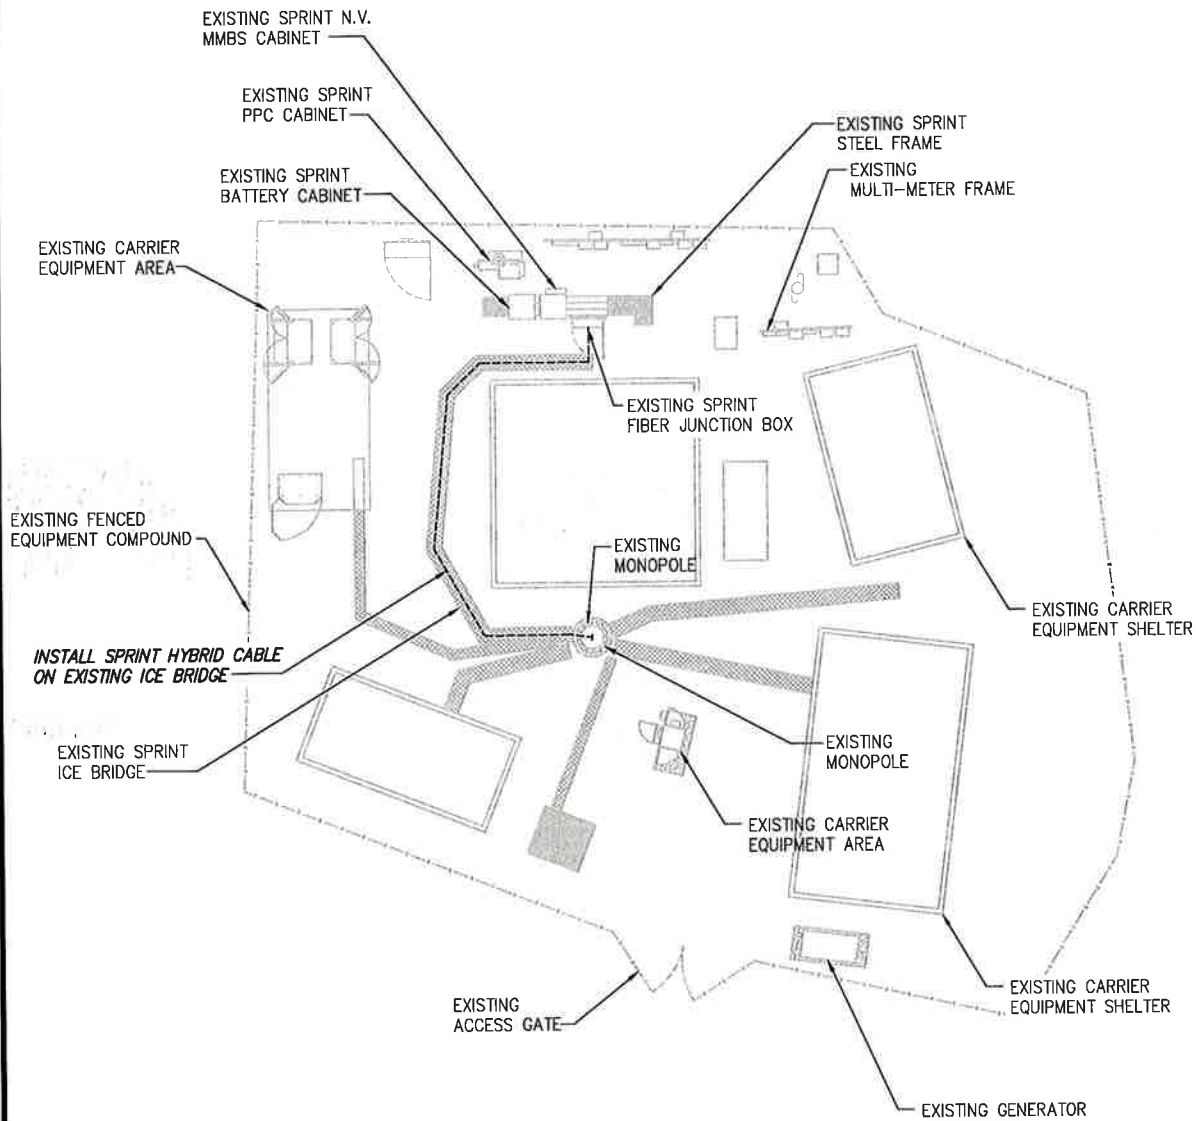 EXISTING SPRINT N.V.
MMBS CABINET
EXISTING SPRINT
PPC CABINET
EXISTING SPRINT
BATTERY CABINET
EXISTING CARRIER
EQUIPMENT AREA
EXISTING SPRINT
STEEL FRAME
EXISTING
MULTI-METER FRAME
EXISTING SPRINT
FIBER JUNCTION BOX
EXISTING FENCED
EQUIPMENT COMPOUND
EXISTING
MONOPOLE
EXISTING CARRIER
EQUIPMENT SHELTER
INSTALL SPRINT HYBRID CABLE
ON EXISTING ICE BRIDGE
EXISTING SPRINT
ICE BRIDGE
EXISTING
MONOPOLE
EXISTING CARRIER
EQUIPMENT AREA
EXISTING
ACCESS GATE
EXISTING CARRIER
EQUIPMENT SHELTER
EXISTING GENERATOR